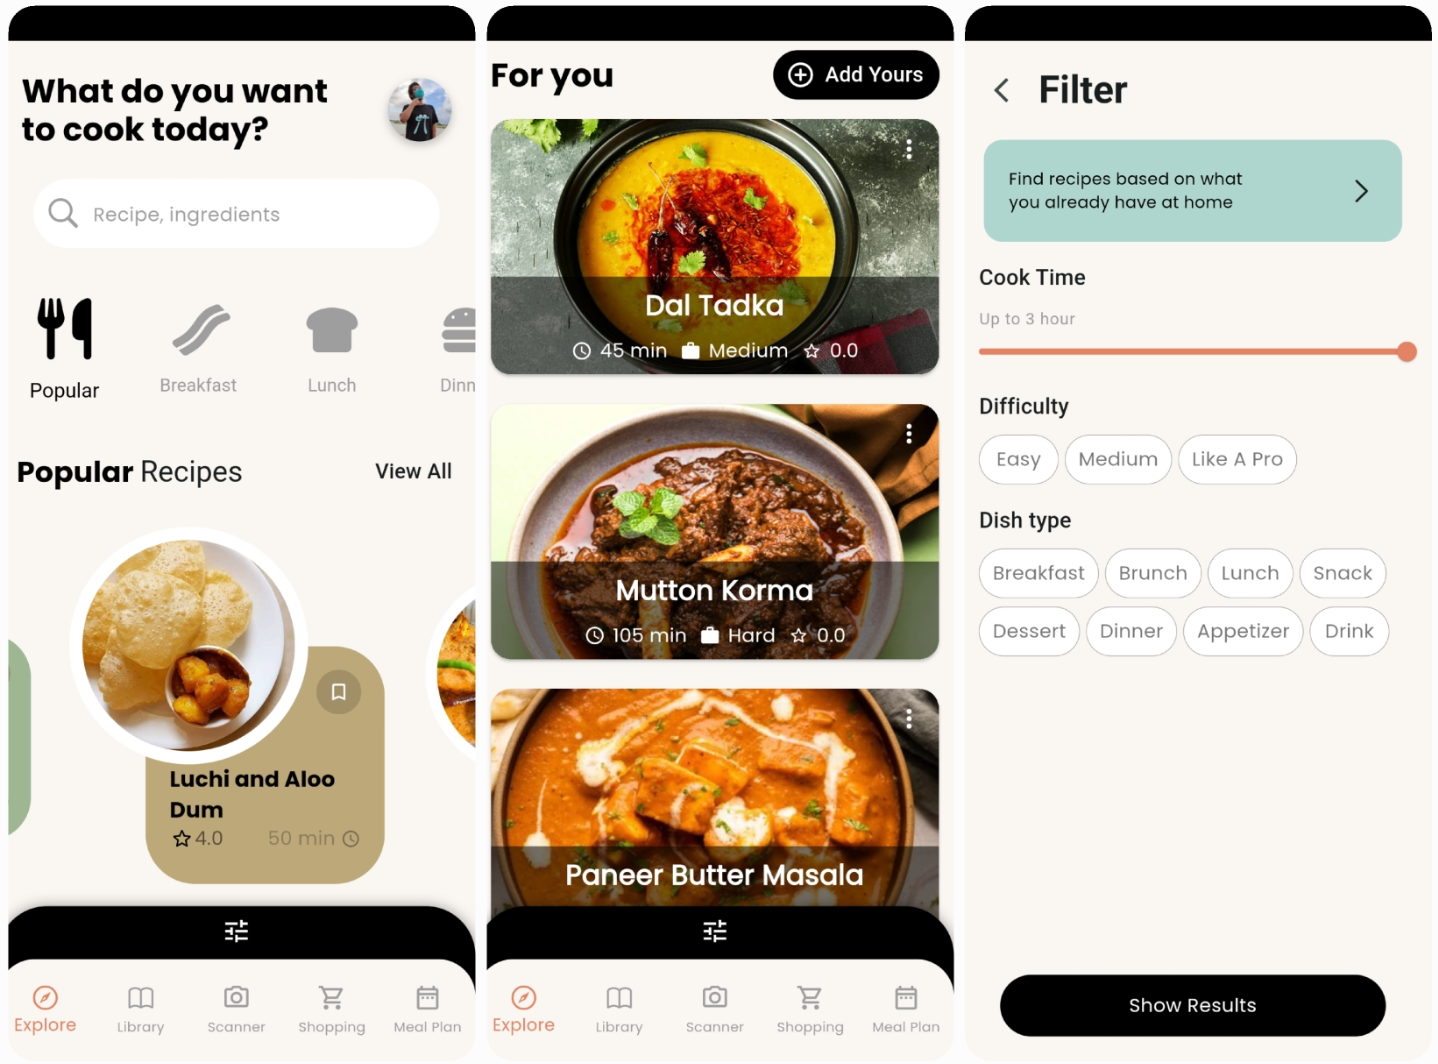 What do you want
to cook today?
Recipe, ingredients
Popular
Breakfast
Lunch
Dinn
Popular Recipes
View All
Luchi and Aloo
Dum
4.0
50 min
Explore
Library
Scanner
Shopping
Meal Plan
For you
Add Yours
Dal Tadka
45 min Medium 0.0
Mutton Korma
105 min Hard 0.0
Paneer Butter Masala
Explore
Library
Scanner
Shopping
Meal Plan
Filter
Find recipes based on what
you already have at home
Cook Time
Up to 3 hour
Difficulty
Easy
Medium
Like A Pro
Dish type
Breakfast
Brunch
Lunch
Snack
Dessert
Dinner
Appetizer
Drink
Show Results